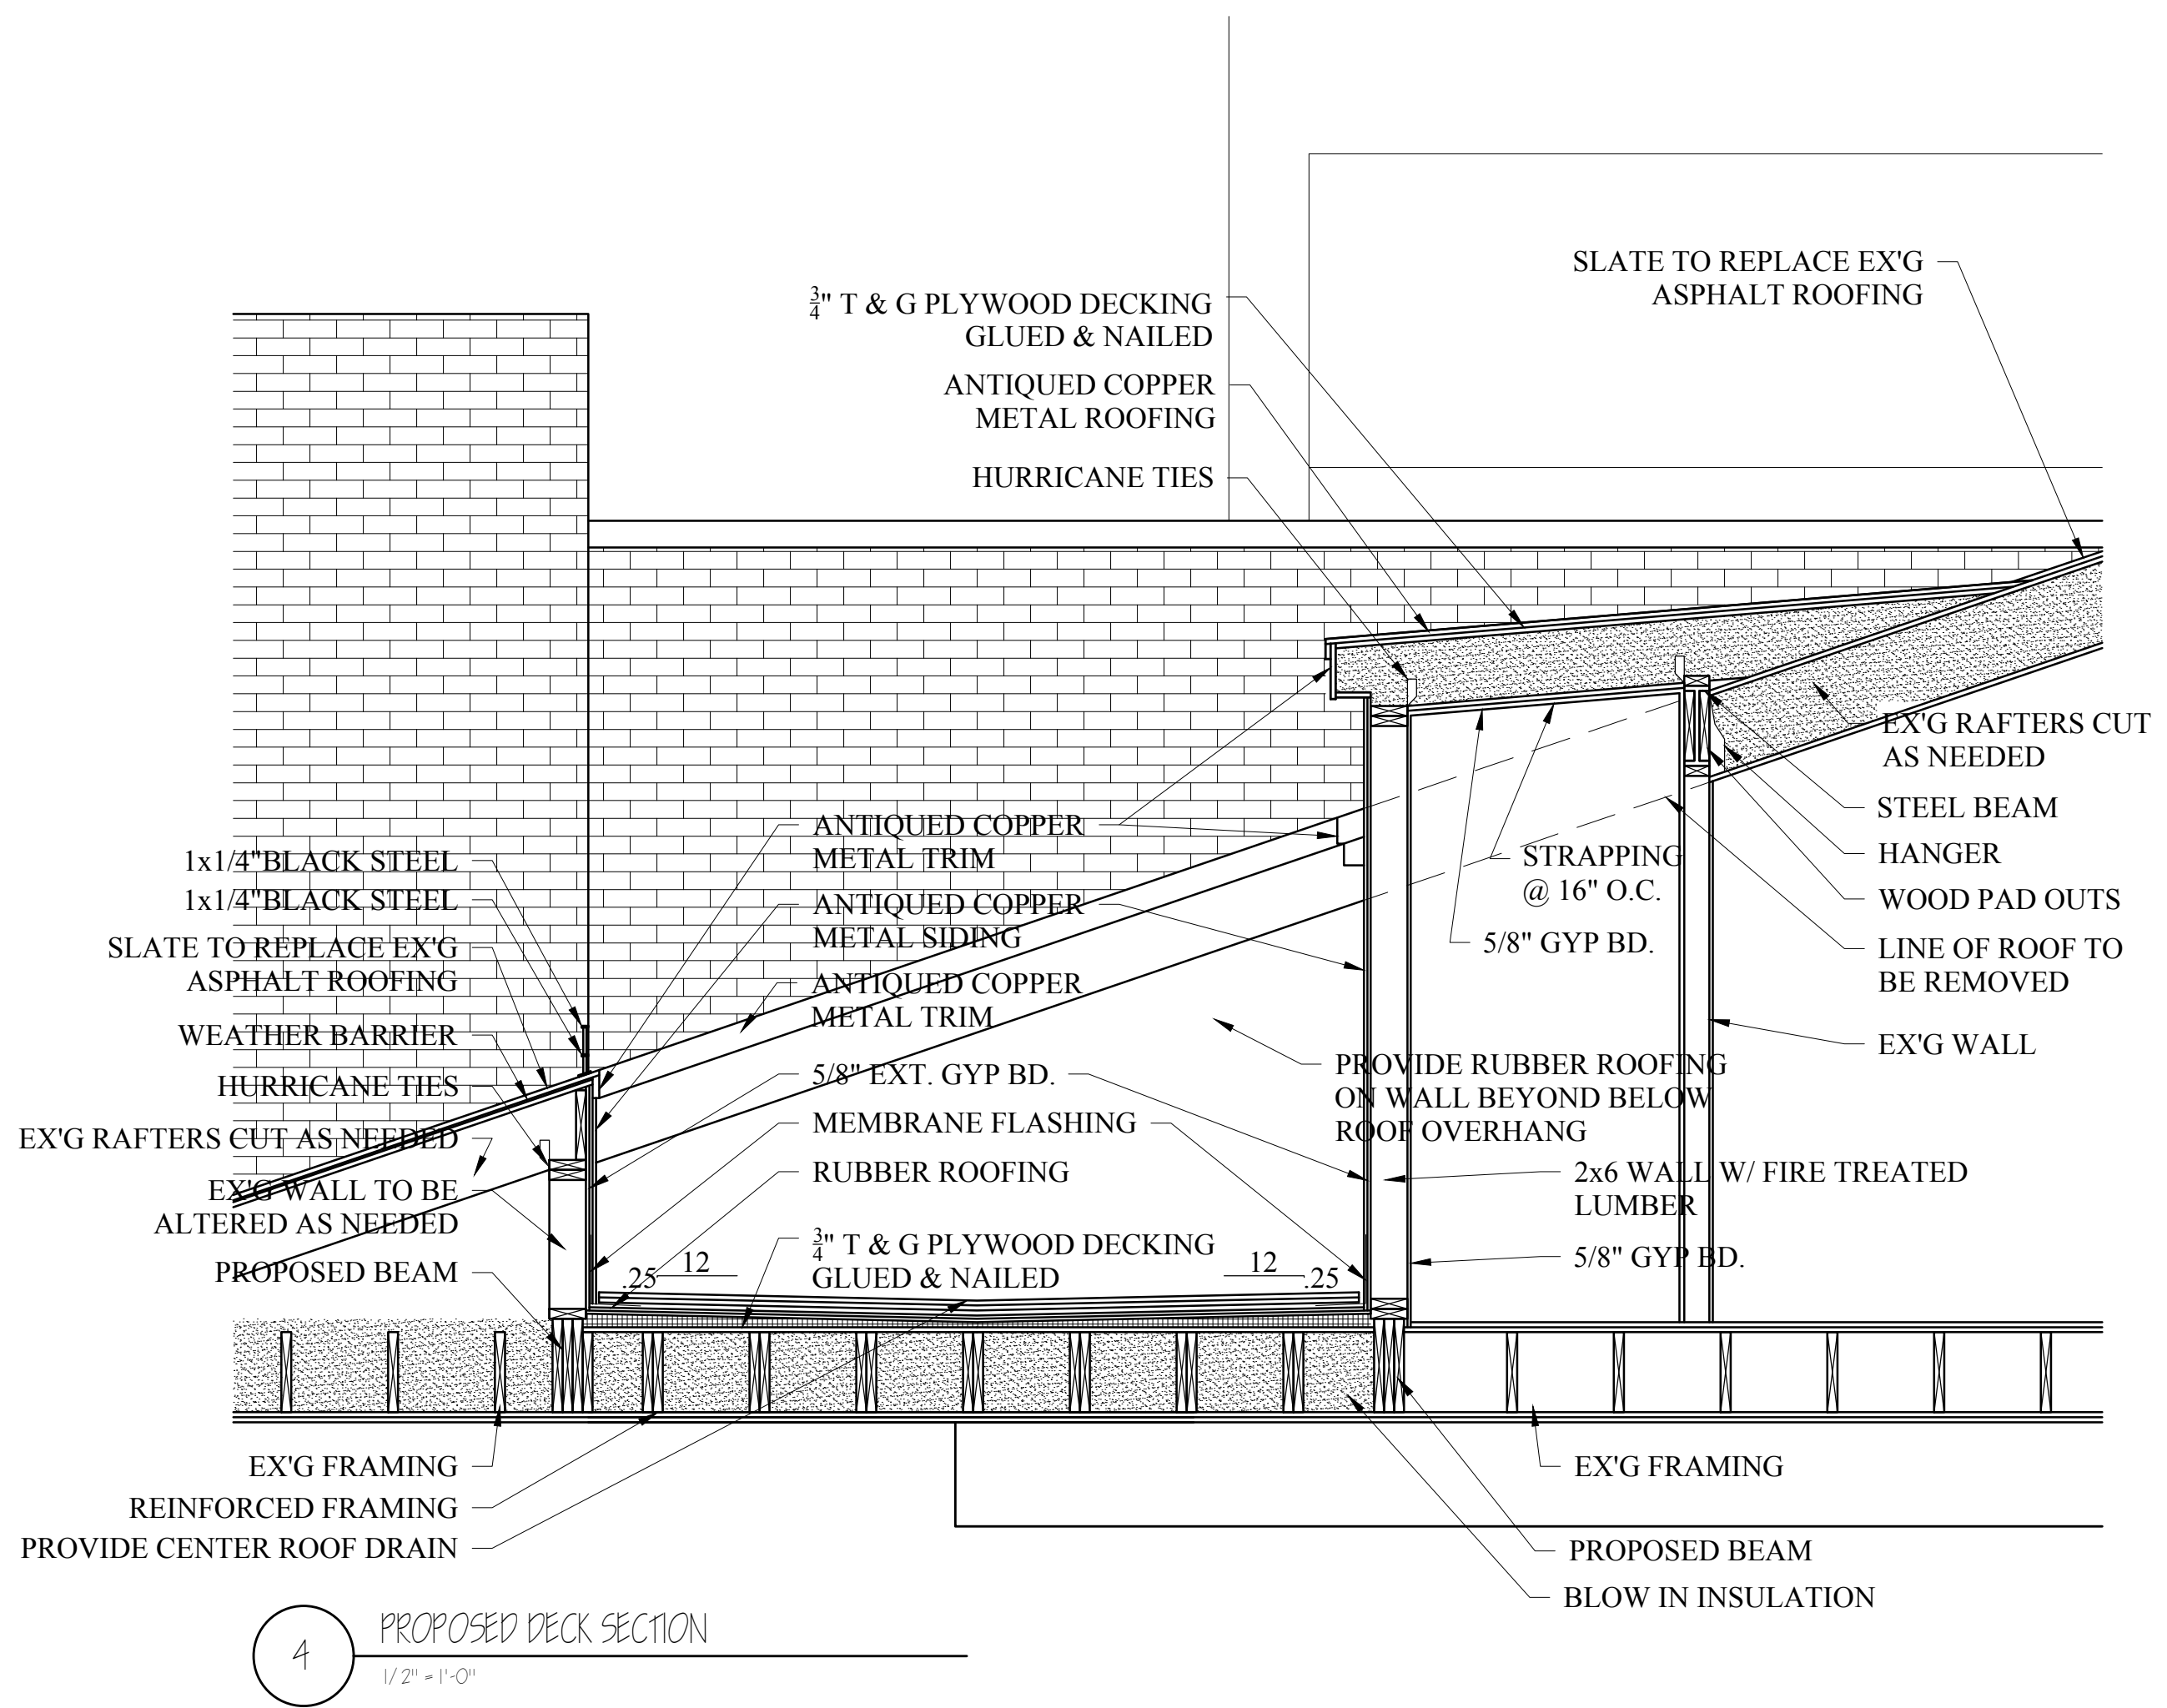 SLATE TO REPLACE EX'G
ASPHALT ROOFING
3/4" T & G PLYWOOD DECKING
GLUED & NAILED
ANTIQUED COPPER
METAL ROOFING
HURRICANE TIES
EX'G RAFTERS CUT
AS NEEDED
STEEL BEAM
HANGER
WOOD PAD OUTS
LINE OF ROOF TO
BE REMOVED
EX'G WALL
STRAPPING
@ 16" O.C.
5/8" GYP BD.
ANTIQUED COPPER
METAL TRIM
ANTIQUED COPPER
METAL SIDING
ANTIQUED COPPER
METAL TRIM
5/8" EXT. GYP BD.
MEMBRANE FLASHING
RUBBER ROOFING
3/4" T & G PLYWOOD DECKING
GLUED & NAILED
12
.25
12
.25
1x1/4"BLACK STEEL
1x1/4"BLACK STEEL
SLATE TO REPLACE EX'G
ASPHALT ROOFING
WEATHER BARRIER
HURRICANE TIES
EX'G RAFTERS CUT AS NEEDED
EX'G WALL TO BE
ALTERED AS NEEDED
PROPOSED BEAM
PROVIDE RUBBER ROOFING
ON WALL BEYOND BELOW
ROOF OVERHANG
2x6 WALL W/ FIRE TREATED
LUMBER
5/8" GYP BD.
EX'G FRAMING
REINFORCED FRAMING
PROVIDE CENTER ROOF DRAIN
EX'G FRAMING
PROPOSED BEAM
BLOW IN INSULATION
4
PROPOSED DECK SECTION
1/2" = 1'-0"